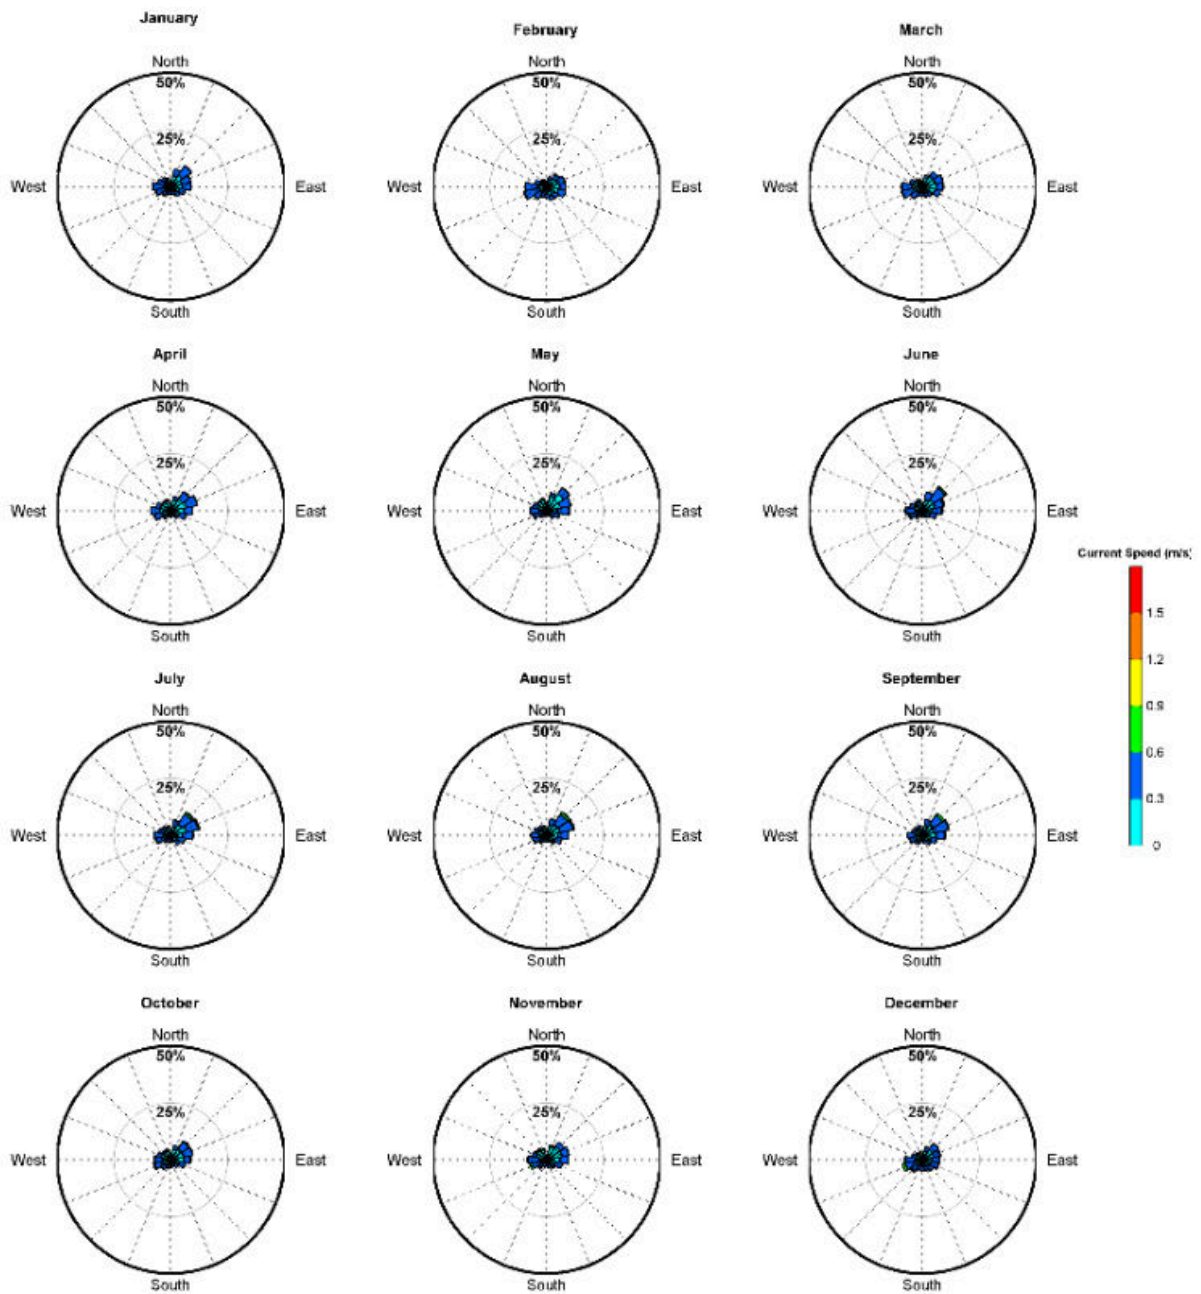 January
February
March
North
50%
25%
West
East
South
North
50%
25%
West
East
South
North
50%
25%
West
East
South
April
May
June
North
50%
25%
West
East
South
North
50%
25%
West
East
South
North
50%
25%
West
East
South
Current Speed (m/s)
1.5
1.2
0.9
0.6
0.3
0
July
August
September
North
50%
25%
West
East
South
North
50%
25%
West
East
South
North
50%
25%
West
East
South
October
November
December
North
50%
25%
West
East
South
North
50%
25%
West
East
South
North
50%
25%
West
East
South